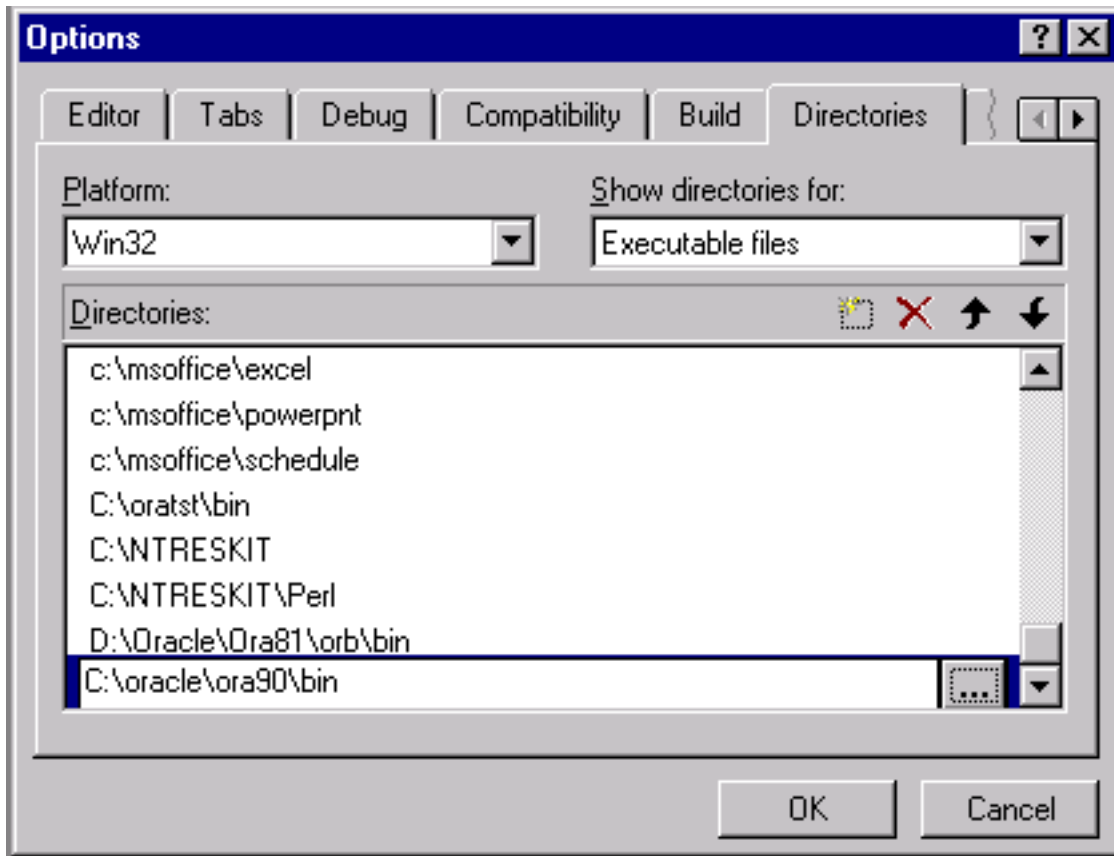 Options
Editor Tabs Debug Compatibility Build Directories
Platform: Show directories for:
Win32 Executable files
Directories:
c:\msoffice\excel
c:\msoffice\powerpnt
c:\msoffice\schedule
C:\oratst\bin
C:\NTRESKIT
C:\NTRESKIT\Perl
D:\Oracle\Ora81\orb\bin
C:\oracle\ora90\bin ...
OK Cancel